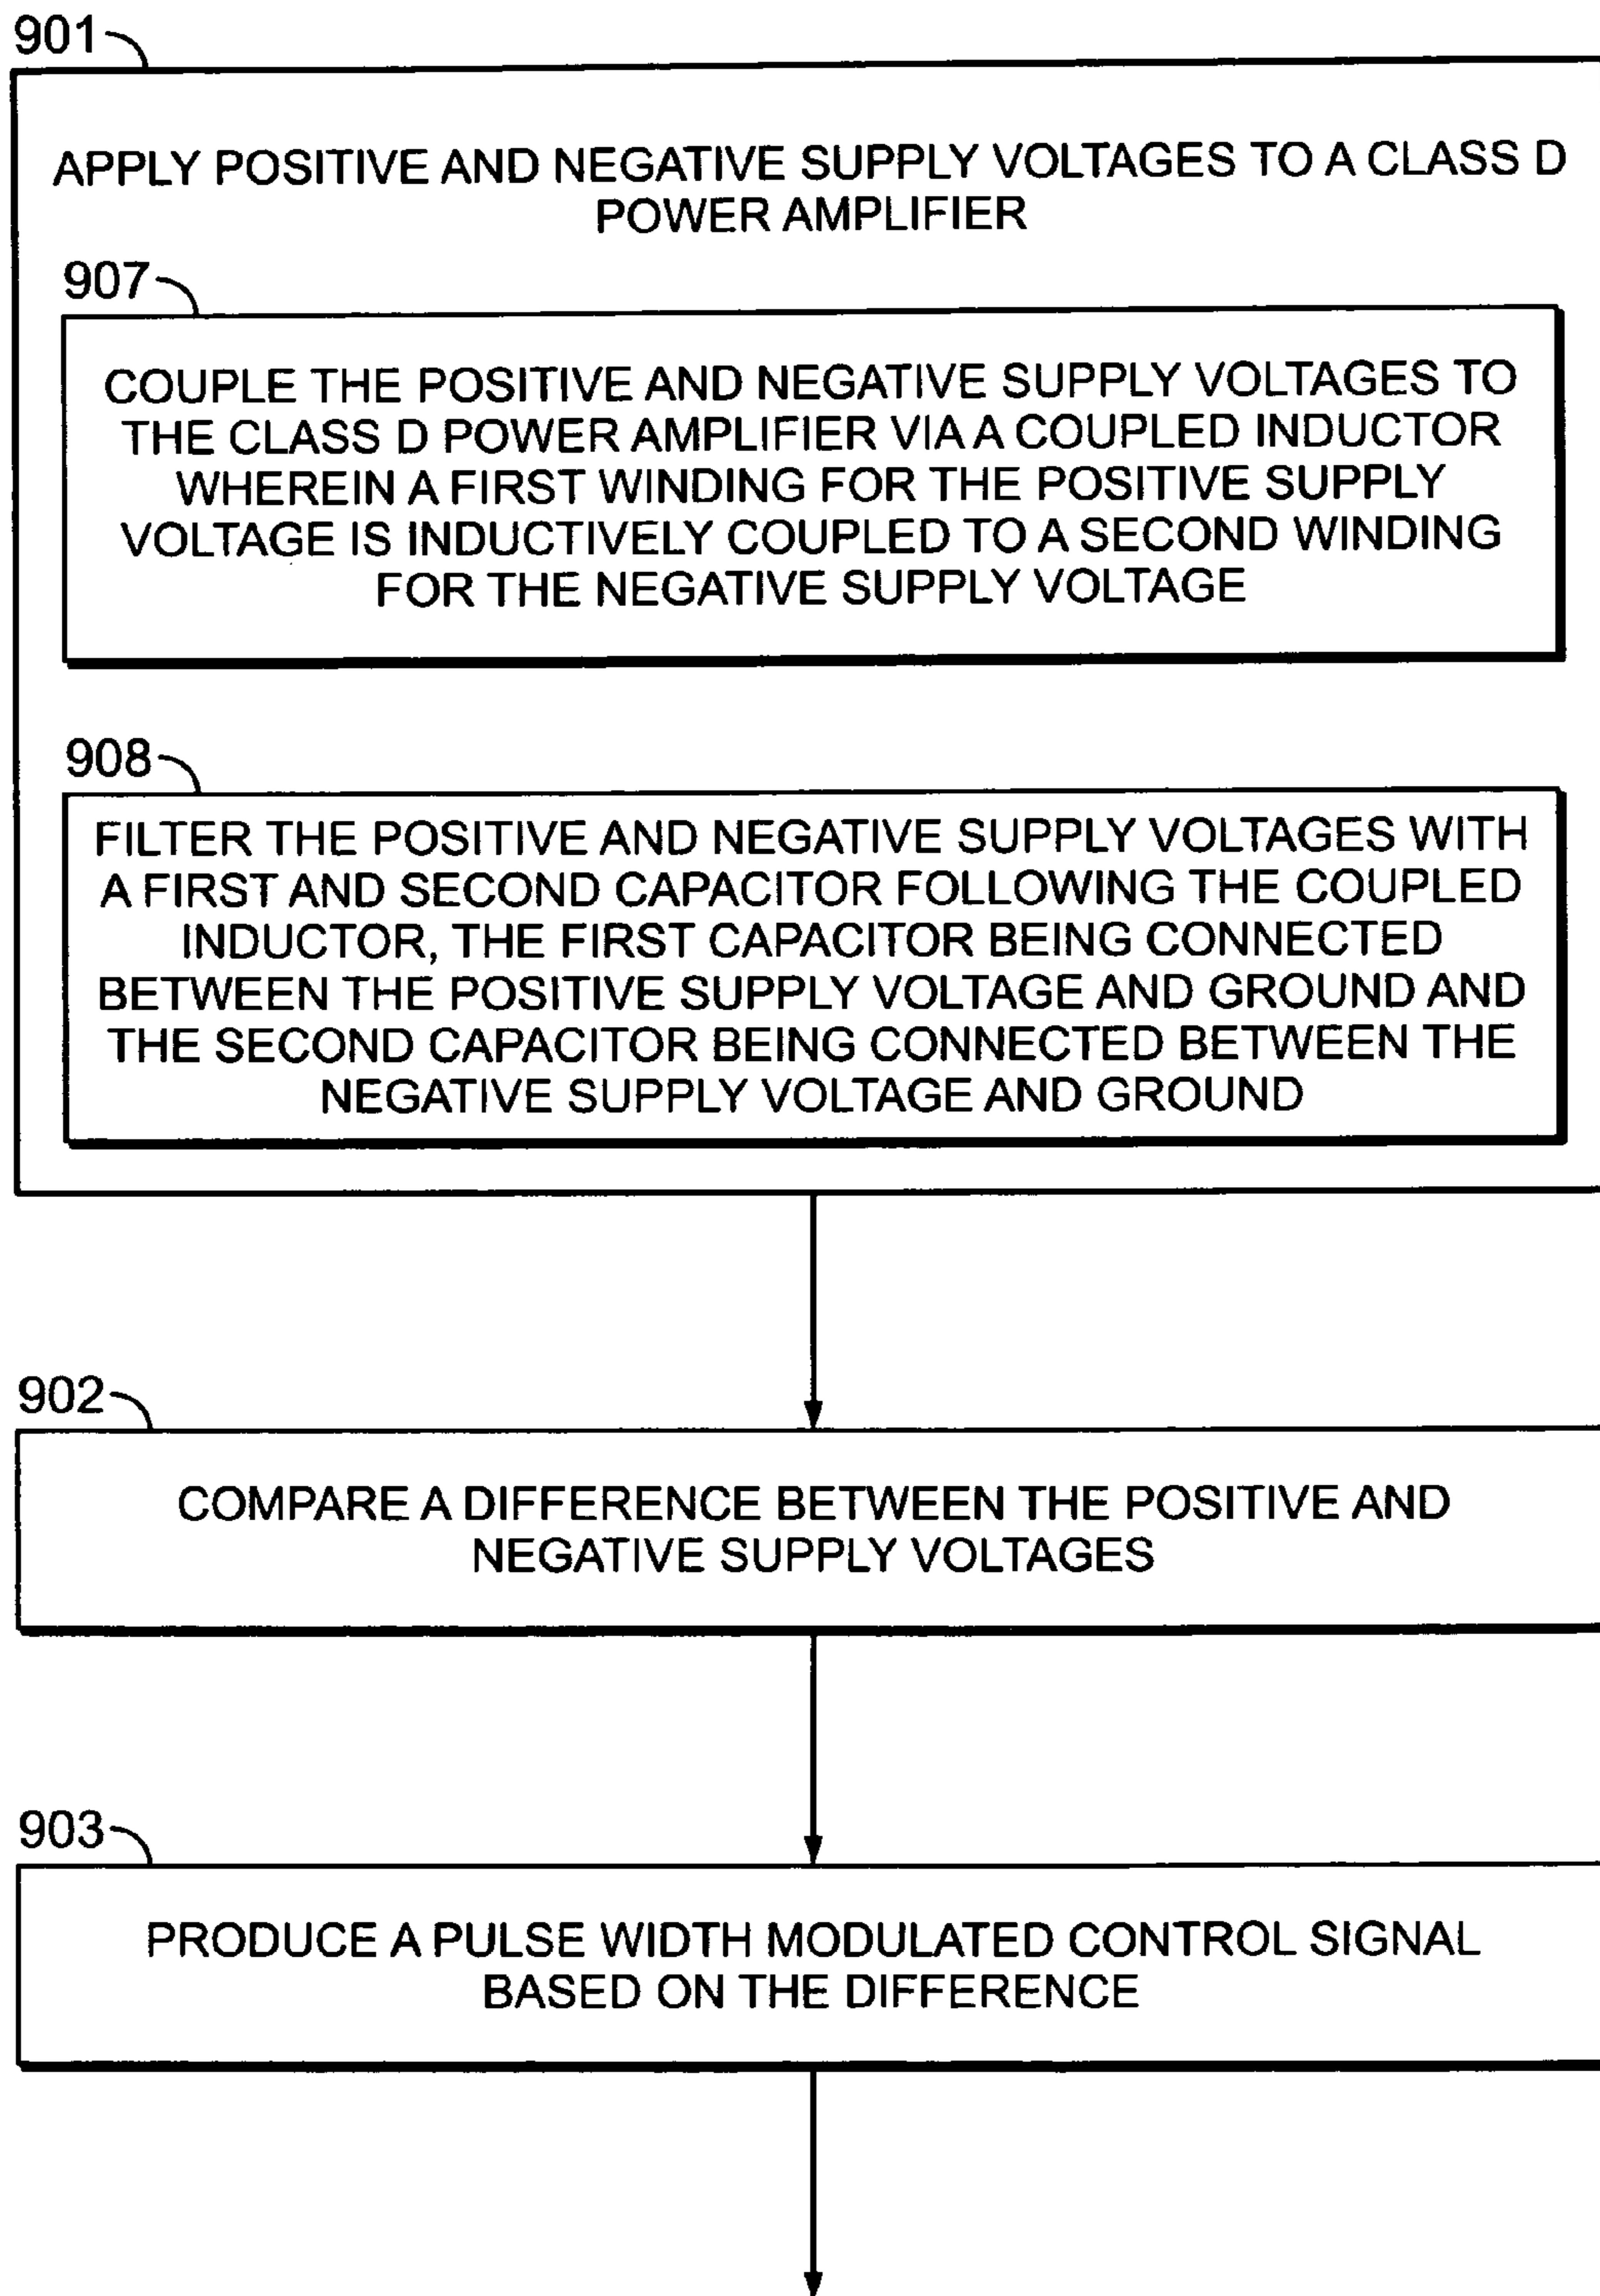 901
APPLY POSITIVE AND NEGATIVE SUPPLY VOLTAGES TO A CLASS D
POWER AMPLIFIER
907
COUPLE THE POSITIVE AND NEGATIVE SUPPLY VOLTAGES TO
THE CLASS D POWER AMPLIFIER VIA A COUPLED INDUCTOR
WHEREIN A FIRST WINDING FOR THE POSITIVE SUPPLY
VOLTAGE IS INDUCTIVELY COUPLED TO A SECOND WINDING
FOR THE NEGATIVE SUPPLY VOLTAGE
908
FILTER THE POSITIVE AND NEGATIVE SUPPLY VOLTAGES WITH
A FIRST AND SECOND CAPACITOR FOLLOWING THE COUPLED
INDUCTOR, THE FIRST CAPACITOR BEING CONNECTED
BETWEEN THE POSITIVE SUPPLY VOLTAGE AND GROUND AND
THE SECOND CAPACITOR BEING CONNECTED BETWEEN THE
NEGATIVE SUPPLY VOLTAGE AND GROUND
902
COMPARE A DIFFERENCE BETWEEN THE POSITIVE AND
NEGATIVE SUPPLY VOLTAGES
903
PRODUCE A PULSE WIDTH MODULATED CONTROL SIGNAL
BASED ON THE DIFFERENCE